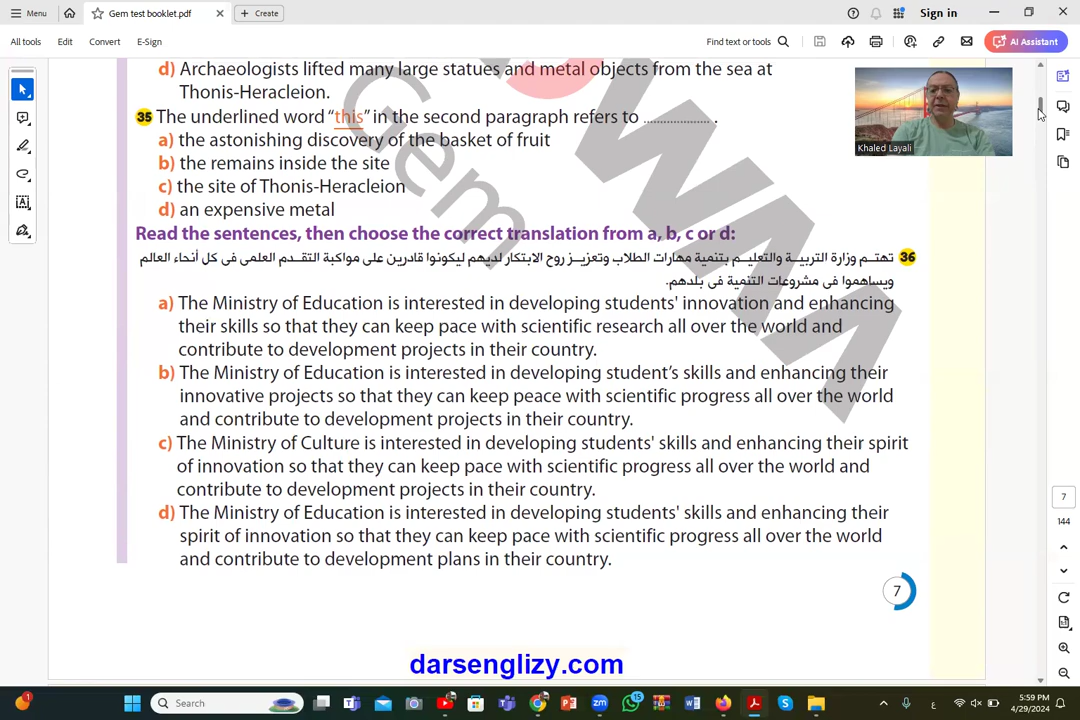 Menu
Gem test booklet.pdf
Create
Sign in
All tools
Edit
Convert
E-Sign
Find text or tools
AI Assistant
d) Archaeologists lifted many large statues and metal objects from the sea at
Thonis-Heracleion.
35 The underlined word “this” in the second paragraph refers to .................... .
a) the astonishing discovery of the basket of fruit
b) the remains inside the site
c) the site of Thonis-Heracleion
d) an expensive metal
Read the sentences, then choose the correct translation from a, b, c or d:
36 تهتم وزارة التربية والتعليم بتنمية مهارات الطلاب وتعزيز روح الابتكار لديهم ليكونوا قادرين على مواكبة التقدم العلمى فى كل أنحاء العالم
ويساهموا فى مشروعات التنمية فى بلدهم.
a) The Ministry of Education is interested in developing students' innovation and enhancing
their skills so that they can keep pace with scientific research all over the world and
contribute to development projects in their country.
b) The Ministry of Education is interested in developing student’s skills and enhancing their
innovative projects so that they can keep peace with scientific progress all over the world
and contribute to development projects in their country.
c) The Ministry of Culture is interested in developing students' skills and enhancing their spirit
of innovation so that they can keep pace with scientific progress all over the world and
contribute to development projects in their country.
d) The Ministry of Education is interested in developing students' skills and enhancing their
spirit of innovation so that they can keep pace with scientific progress all over the world
and contribute to development plans in their country.
7
darsenglizy.com
Gem
Khaled Layali
7
144
Search
15
1
ع
5:59 PM
4/29/2024